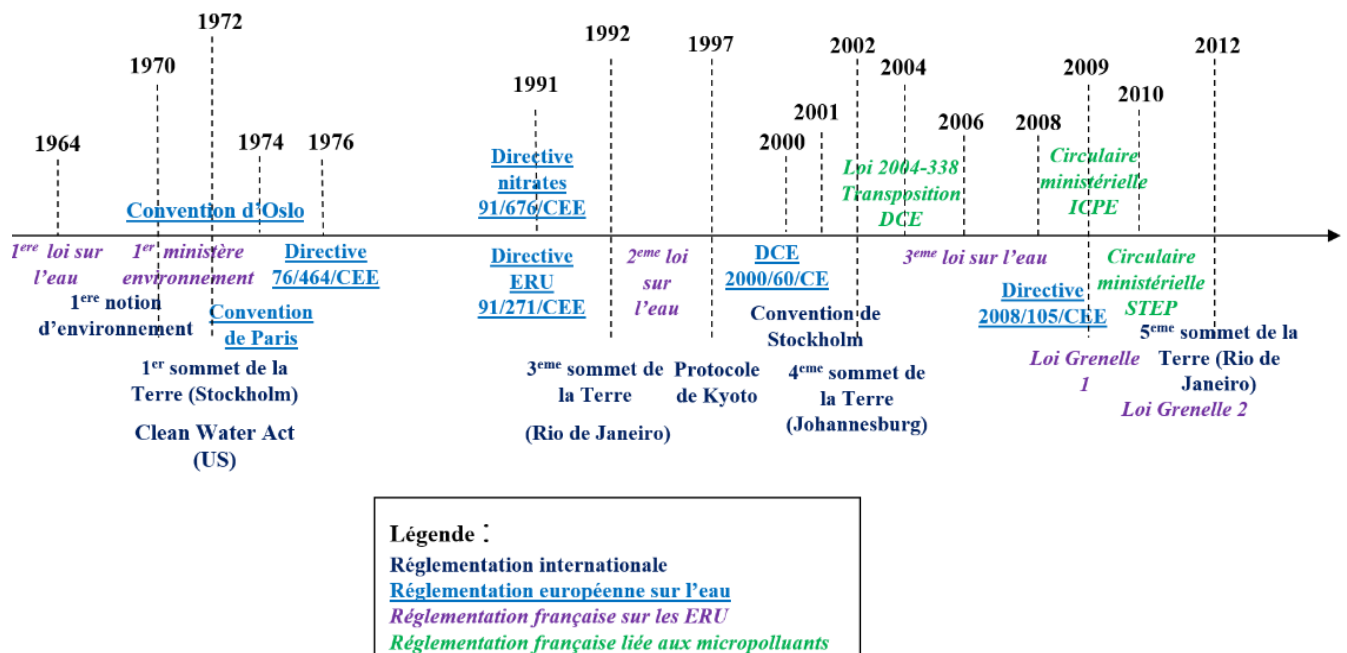 1972
1992
1997
2002
2012
1970
2004
2009
1991
2010
2001
1964
1974
1976
2000
2006
2008
Directive
nitrates
91/676/CEE
Loi 2004-338
Transposition
DCE
Circulaire
ministérielle
ICPE
Convention d'Oslo
1ere loi sur
l'eau
1er ministère
environnement
Directive
76/464/CEE
Directive
ERU
91/271/CEE
2eme loi
sur
l'eau
DCE
2000/60/CE
3eme loi sur l'eau
Circulaire
ministérielle
STEP
1ere notion
d'environnement
Convention
de Paris
Convention de
Stockholm
Directive
2008/105/CEE
5eme sommet de la
Terre (Rio de
Janeiro)
1er sommet de la
Terre (Stockholm)
3eme sommet de
la Terre
(Rio de Janeiro)
Protocole
de Kyoto
4eme sommet de
la Terre
(Johannesburg)
Loi Grenelle
1
Loi Grenelle 2
Clean Water Act
(US)
Légende :
Réglementation internationale
Réglementation européenne sur l'eau
Réglementation française sur les ERU
Réglementation française liée aux micropolluants